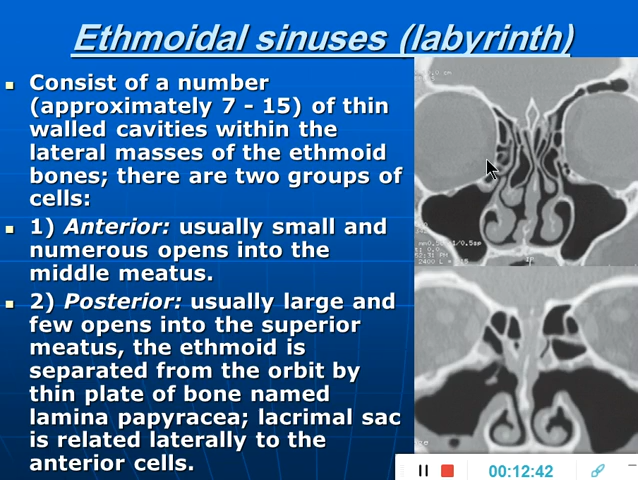 Ethmoidal sinuses (labyrinth)
Consist of a number
(approximately 7 - 15) of thin
walled cavities within the
lateral masses of the ethmoid
bones; there are two groups of
cells:
1) Anterior: usually small and
numerous opens into the
middle meatus.
2) Posterior: usually large and
few opens into the superior
meatus, the ethmoid is
separated from the orbit by
thin plate of bone named
lamina papyracea; lacrimal sac
is related laterally to the
anterior cells.
00:12:42